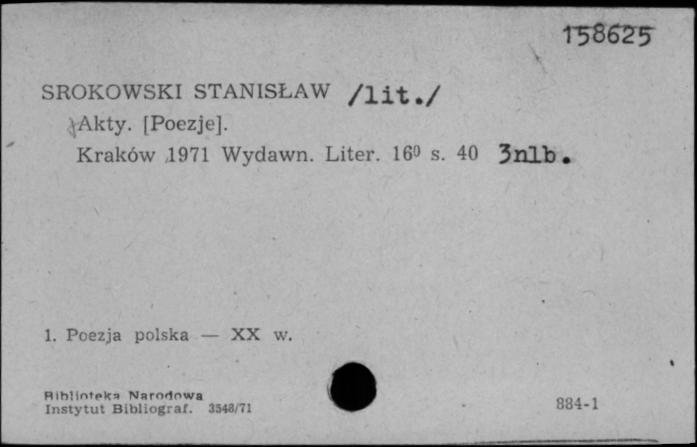 158625
SROKOWSKI STANISŁAW /lit./
Akty. [Poezje].
Kraków 1971 Wydawn. Liter. 16⁰ s. 40 3nlb.
1. Poezja polska — XX w.
Biblioteka Narodowa
Instytut Bibliograf. 3548/71
884-1